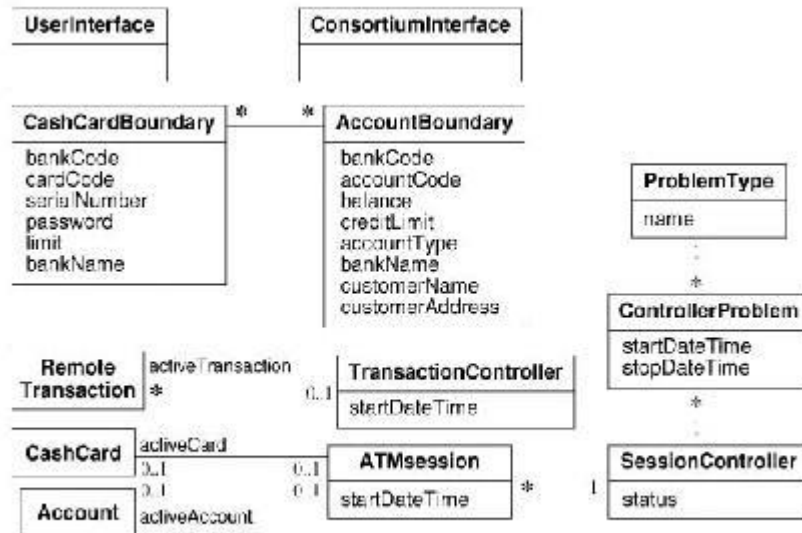 UserInterface
ConsortiumInterface
CashCardBoundary
*
*
AccountBoundary
bankCode
cardCode
serialNumber
password
limit
bankName
bankCode
accountCode
balance
creditLimit
accountType
bankName
customerName
customerAddress
ProblemType
name
*
ControllerProblem
startDateTime
stopDateTime
*
Remote
Transaction
activeTransaction
*
0..1
TransactionController
startDateTime
CashCard
activeCard
0..1
0..1
ATMsession
startDateTime
*
1
SessionController
status
Account
0..1
0..1
activeAccount